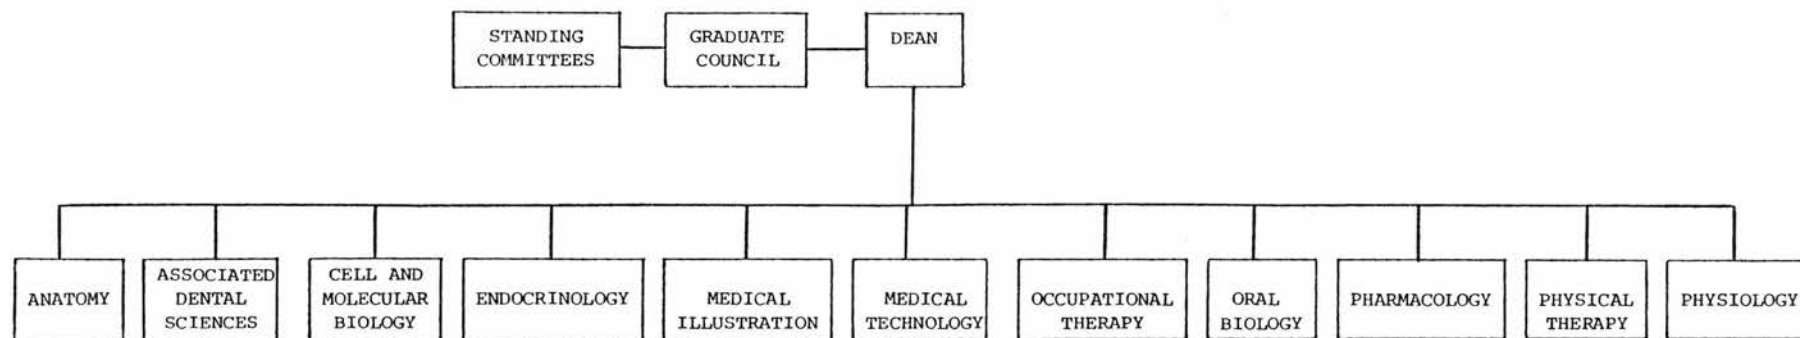 STANDING
COMMITTEES
GRADUATE
COUNCIL
DEAN
ANATOMY
ASSOCIATED
DENTAL
SCIENCES
CELL AND
MOLECULAR
BIOLOGY
ENDOCRINOLOGY
MEDICAL
ILLUSTRATION
MEDICAL
TECHNOLOGY
OCCUPATIONAL
THERAPY
ORAL
BIOLOGY
PHARMACOLOGY
PHYSICAL
THERAPY
PHYSIOLOGY